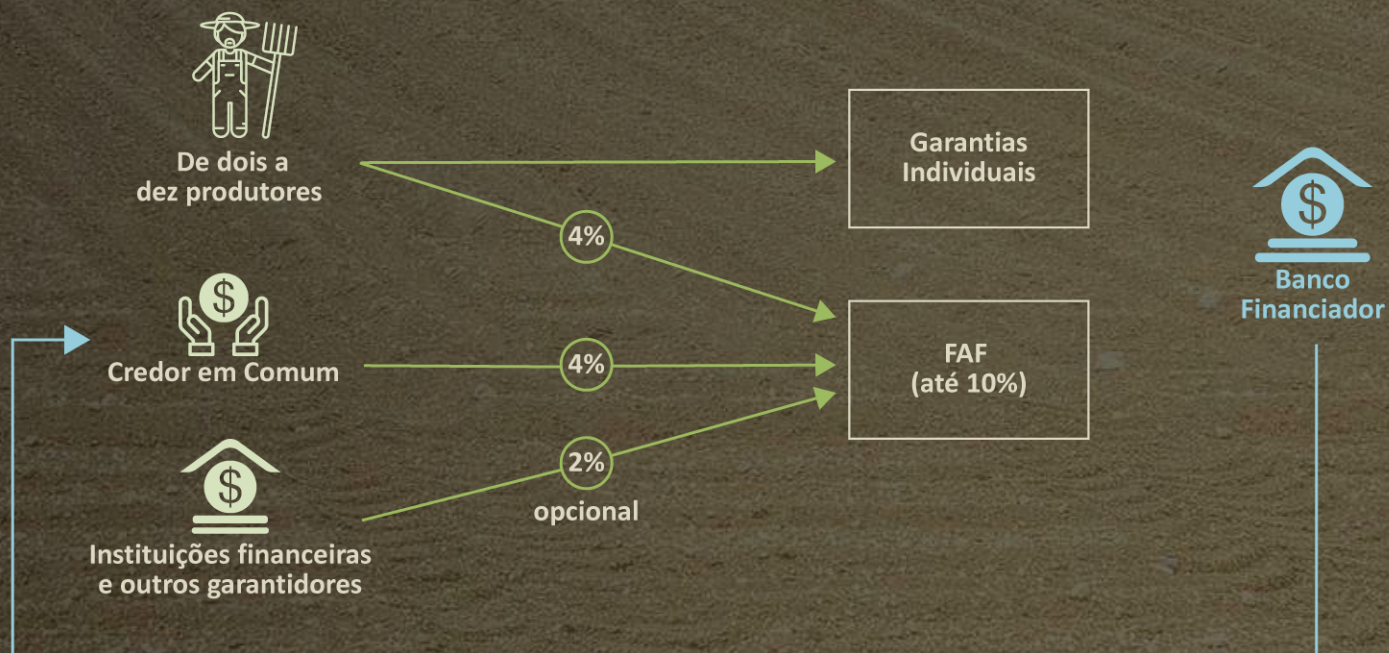 De dois a
dez produtores
4%
Garantias
Individuais
$
Banco
Financiador
$
Credor em Comum
4%
FAF
(até 10%)
$
Instituições financeiras
e outros garantidores
2%
opcional